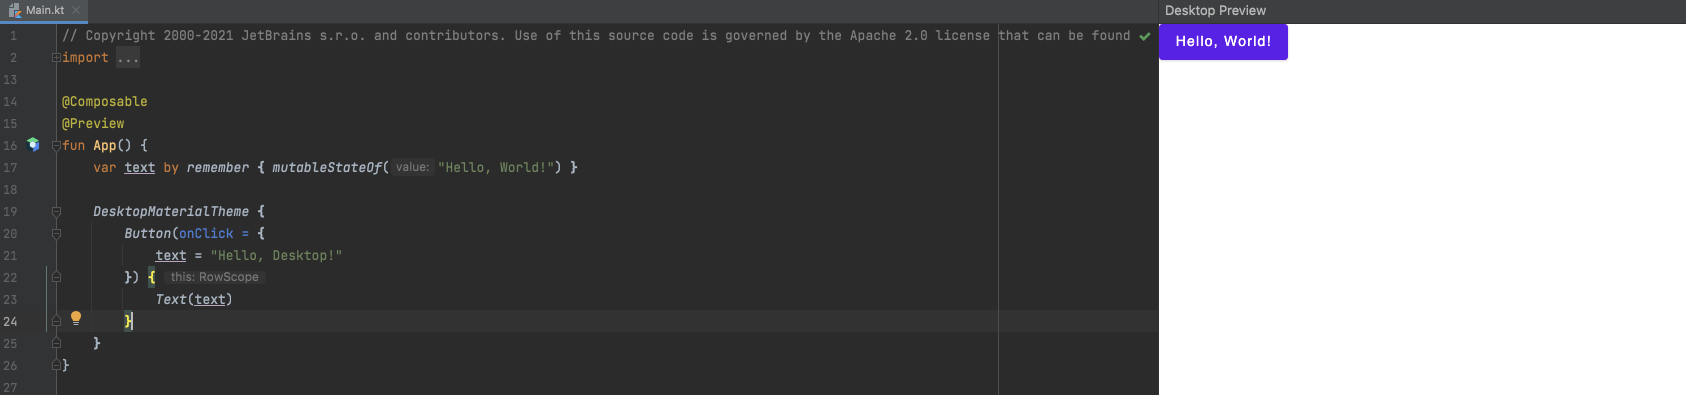 Main.kt
Desktop Preview
1 // Copyright 2000-2021 JetBrains s.r.o. and contributors. Use of this source code is governed by the Apache 2.0 license that can be found
2 import ...
13
14 @Composable
15 @Preview
16 fun App() {
17 var text by remember { mutableStateOf( value: "Hello, World!") }
18
19 DesktopMaterialTheme {
20 Button(onClick = {
21 text = "Hello, Desktop!"
22 }) { this: RowScope
23 Text(text)
24 }
25 }
26 }
27
Hello, World!